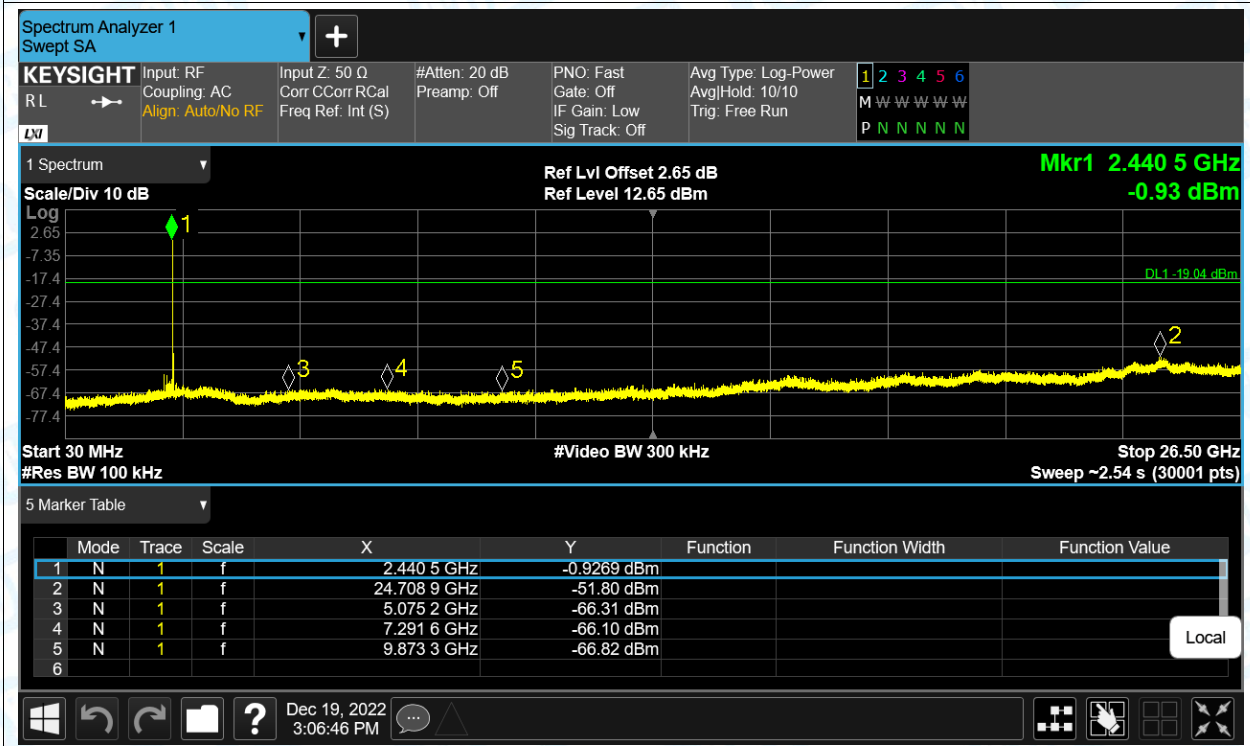 Spectrum Analyzer 1
Swept SA
KEYSIGHT
R L
LXI
Input: RF
Coupling: AC
Align: Auto/No RF
Input Z: 50 Ω
Corr CCorr RCal
Freq Ref: Int (S)
#Atten: 20 dB
Preamp: Off
PNO: Fast
Gate: Off
IF Gain: Low
Sig Track: Off
Avg Type: Log-Power
Avg|Hold: 10/10
Trig: Free Run
1 2 3 4 5 6
M W W W W W
P N N N N N
1 Spectrum
Scale/Div 10 dB
Log
Ref Lvl Offset 2.65 dB
Ref Level 12.65 dBm
Mkr1 2.440 5 GHz
-0.93 dBm
2.65
-7.35
-17.4
-27.4
-37.4
-47.4
-57.4
-67.4
-77.4
1
DL1 -19.04 dBm
2
3
4
5
Start 30 MHz
#Res BW 100 kHz
#Video BW 300 kHz
Stop 26.50 GHz
Sweep ~2.54 s (30001 pts)
5 Marker Table
Mode Trace Scale X Y Function Function Width Function Value
1 N 1 f 2.440 5 GHz -0.9269 dBm
2 N 1 f 24.708 9 GHz -51.80 dBm
3 N 1 f 5.075 2 GHz -66.31 dBm
4 N 1 f 7.291 6 GHz -66.10 dBm
5 N 1 f 9.873 3 GHz -66.82 dBm
6
Local
?
Dec 19, 2022
3:06:46 PM